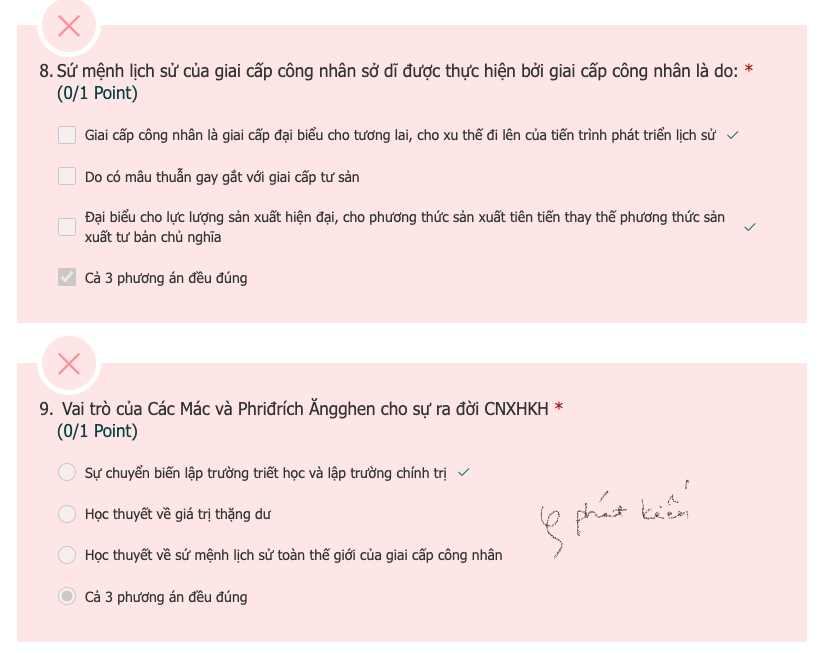 8. Sứ mệnh lịch sử của giai cấp công nhân sở dĩ được thực hiện bởi giai cấp công nhân là do: *
(0/1 Point)
Giai cấp công nhân là giai cấp đại biểu cho tương lai, cho xu thế đi lên của tiến trình phát triển lịch sử
Do có mâu thuẫn gay gắt với giai cấp tư sản
Đại biểu cho lực lượng sản xuất hiện đại, cho phương thức sản xuất tiên tiến thay thế phương thức sản
xuất tư bản chủ nghĩa
Cả 3 phương án đều đúng
9. Vai trò của Các Mác và Phriđrích Ăngghen cho sự ra đời CNXHKH *
(0/1 Point)
Sự chuyển biến lập trường triết học và lập trường chính trị
Học thuyết về giá trị thặng dư
phát kiến
Học thuyết về sứ mệnh lịch sử toàn thế giới của giai cấp công nhân
Cả 3 phương án đều đúng